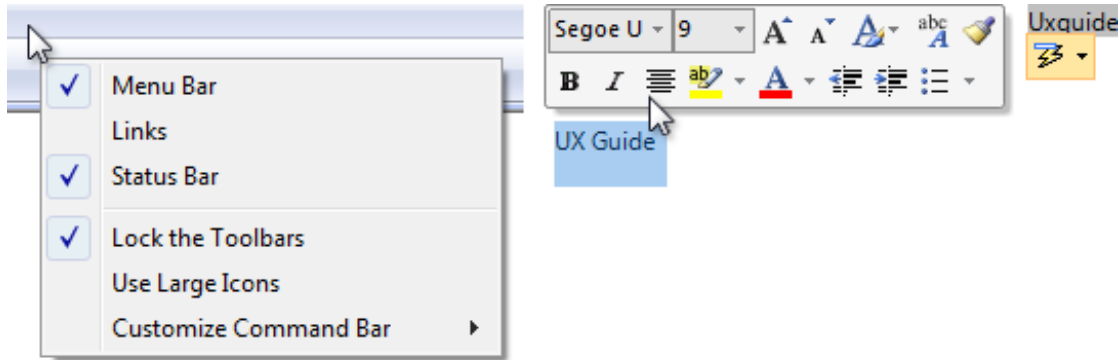 Menu Bar
Links
Status Bar
Lock the Toolbars
Use Large Icons
Customize Command Bar
Segoe U 9 A A A abc A
B I ab A
UX Guide
Uxguide